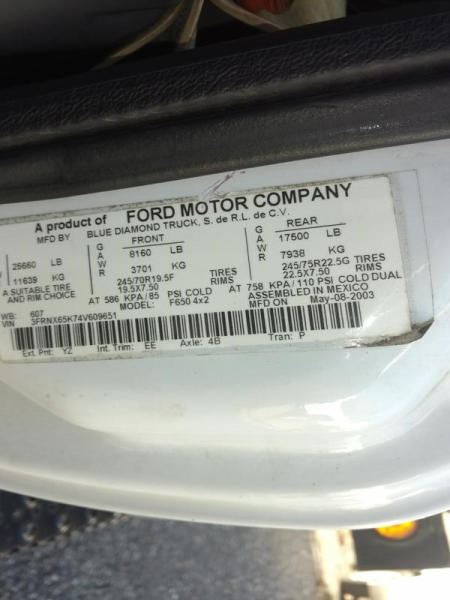 A product of FORD MOTOR COMPANY
MFD BY BLUE DIAMOND TRUCK, S. de R.L. de C.V.
FRONT REAR
25660 LB G A W R 8160 LB G A W R 17500 LB
11639 KG 3701 KG 7938 KG
A SUITABLE TIRE 245/70R19.5F TIRES 245/75R22.5G TIRES
AND RIM CHOICE 19.5X7.50 RIMS 22.5X7.50 RIMS
AT 586 KPA/85 PSI COLD AT 758 KPA/110 PSI COLD DUAL
MODEL: F650 4x2 ASSEMBLED IN MEXICO
WB: 607 MFD ON May-08-2003
VIN 3FRNX65K74V609651
Ext. Pnt: YZ Int. Trim: EE Axle: 4B Tran: P